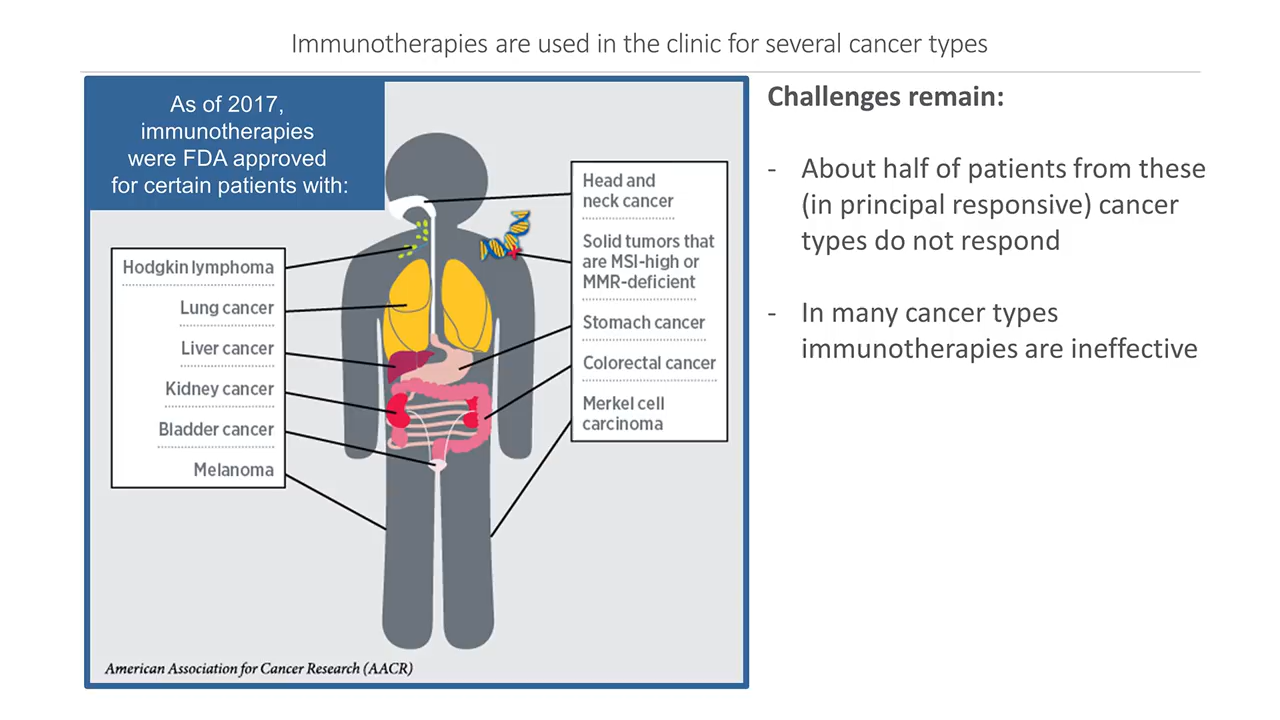 Immunotherapies are used in the clinic for several cancer types
As of 2017,
immunotherapies
were FDA approved
for certain patients with:
Hodgkin lymphoma
Lung cancer
Liver cancer
Kidney cancer
Bladder cancer
Melanoma
Head and
neck cancer
Solid tumors that
are MSI-high or
MMR-deficient
Stomach cancer
Colorectal cancer
Merkel cell
carcinoma
American Association for Cancer Research (AACR)
Challenges remain:
- About half of patients from these
(in principal responsive) cancer
types do not respond
- In many cancer types
immunotherapies are ineffective